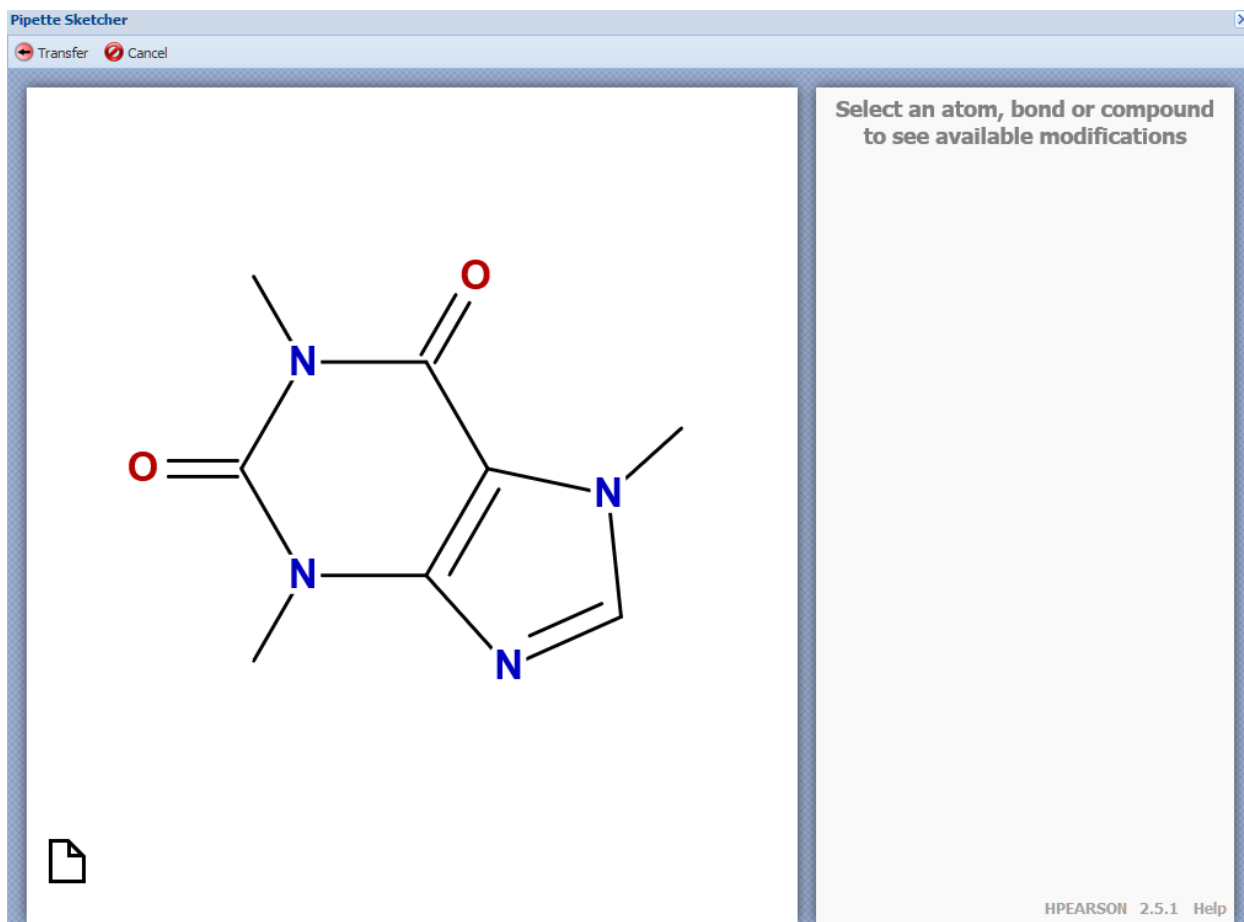 Pipette Sketcher
Transfer Cancel
Select an atom, bond or compound
to see available modifications
O
N
N
O
N
N
HPEARSON 2.5.1 Help